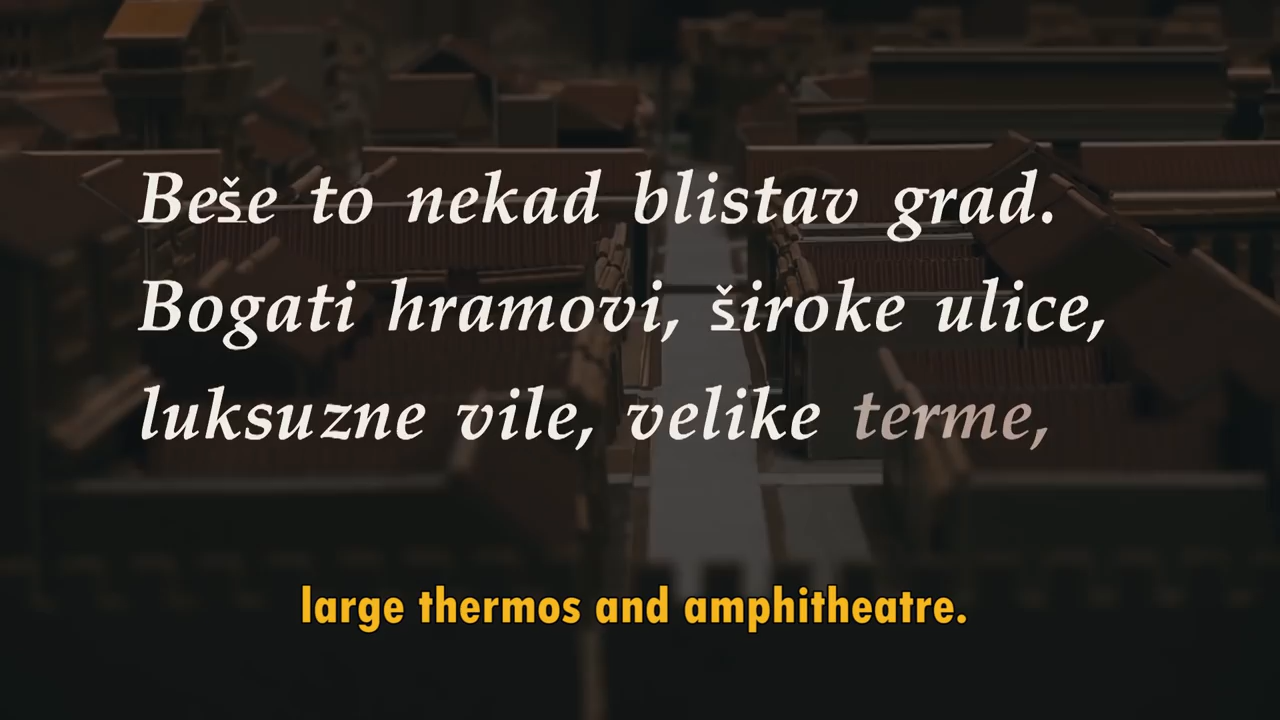 Beše to nekad blistav grad.
Bogati hramovi, široke ulice,
luksuzne vile, velike terme,
large thermos and amphitheatre.